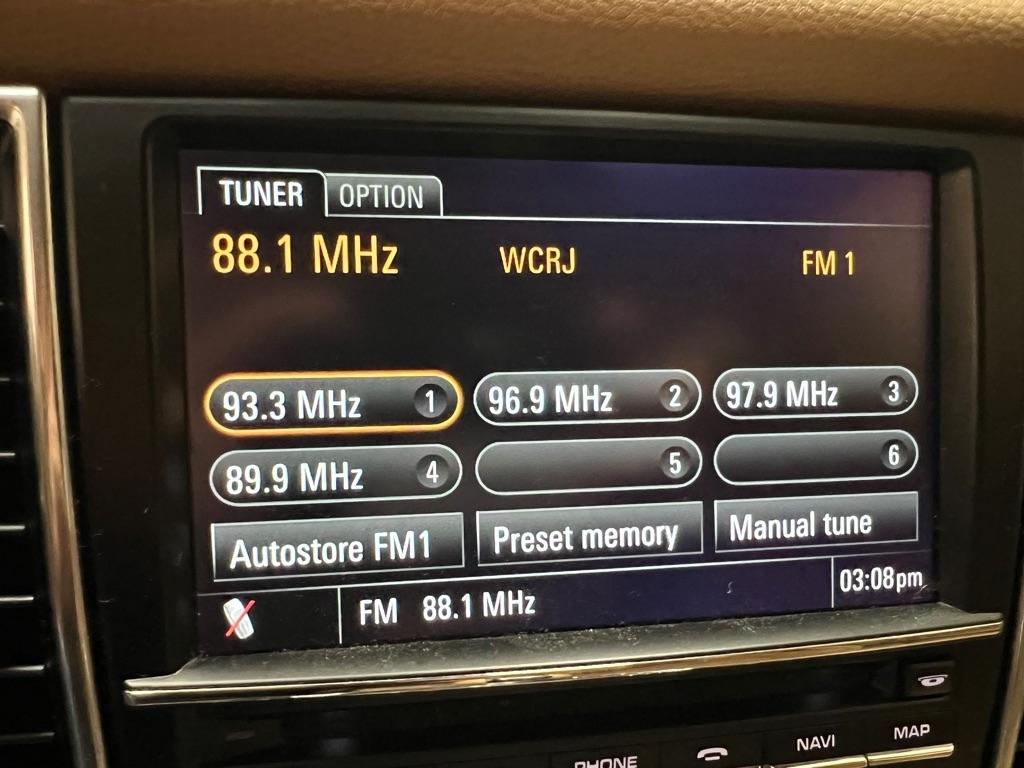 TUNER OPTION
88.1 MHz WCRJ FM 1
93.3 MHz 1 96.9 MHz 2 97.9 MHz 3
89.9 MHz 4 5 6
Autostore FM1 Preset memory Manual tune
FM 88.1 MHz 03:08pm
PHONE NAVI MAP